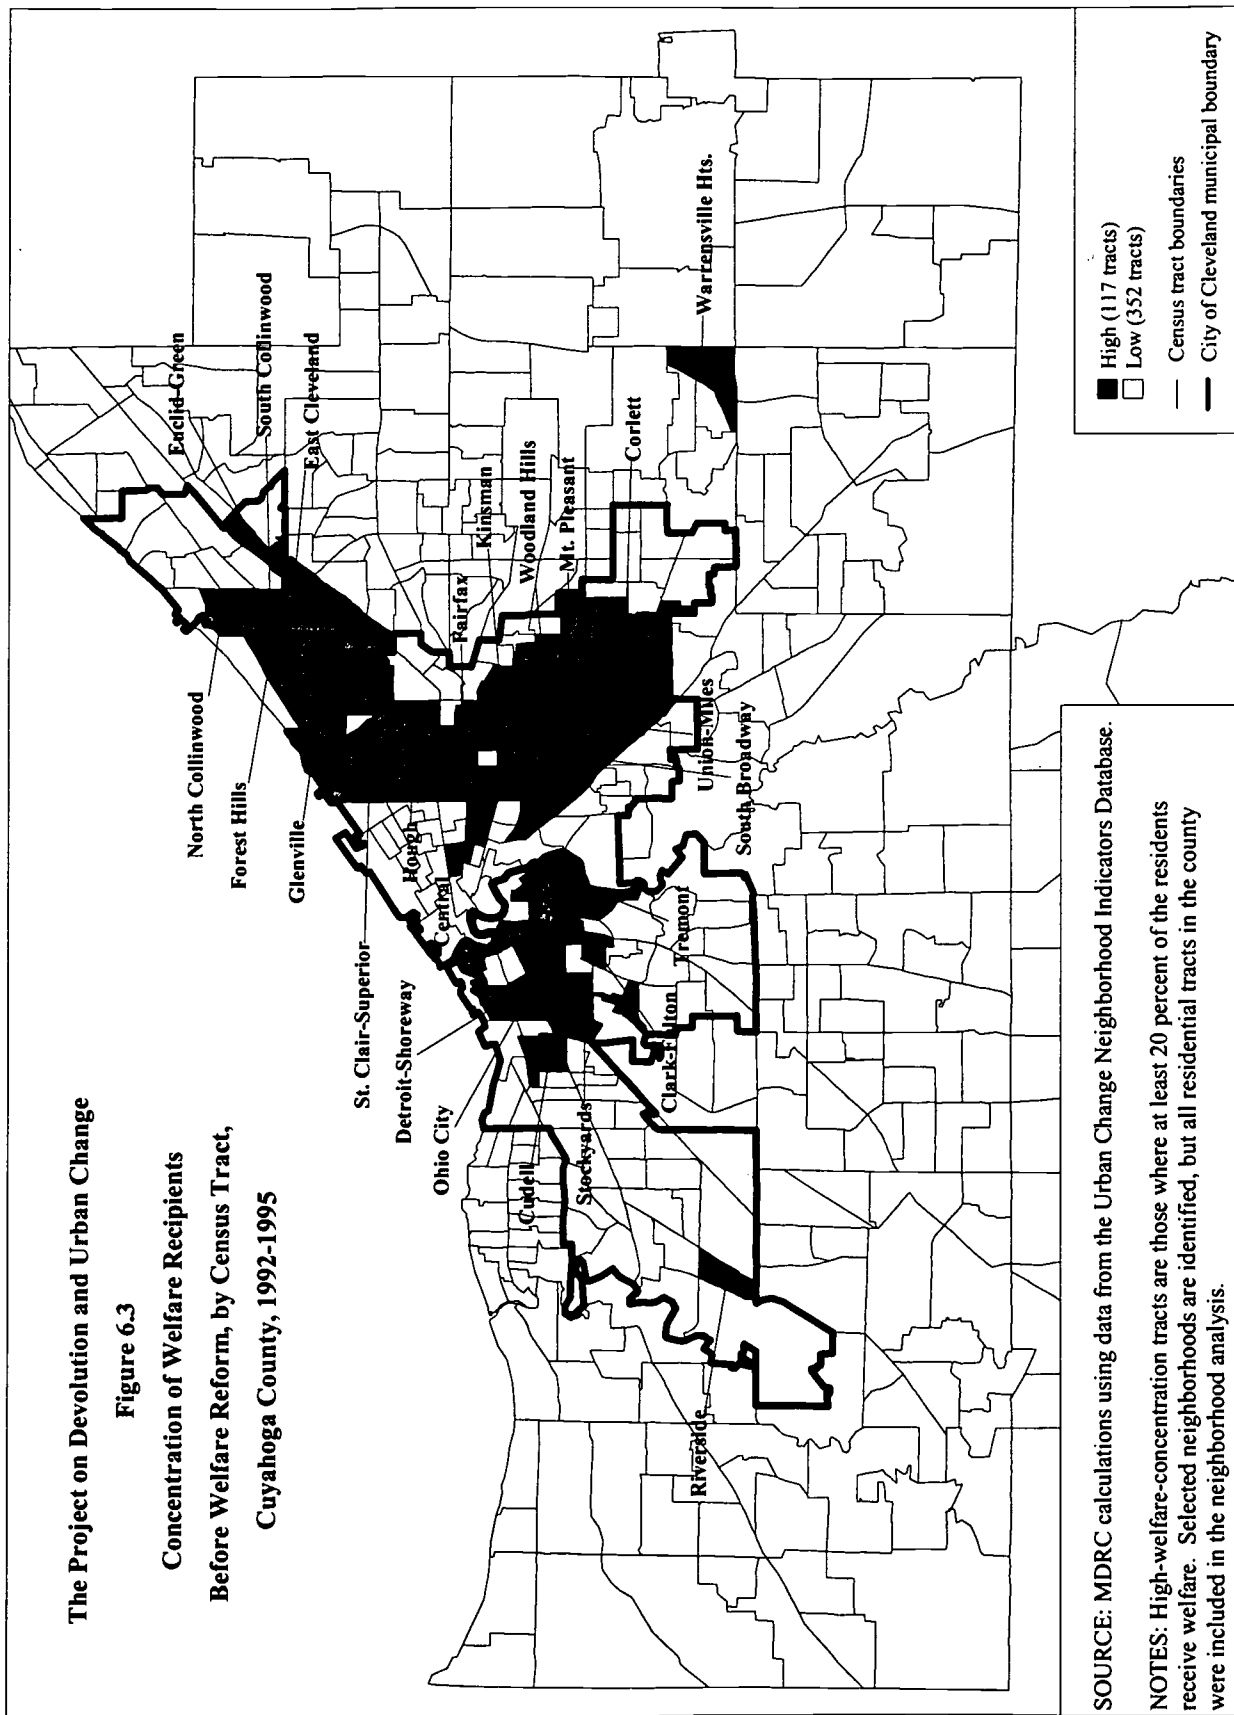 The Project on Devolution and Urban Change
Figure 6.3
Concentration of Welfare Recipients
Before Welfare Reform, by Census Tract,
Cuyahoga County, 1992-1995
North Collinwood
Forest Hills
Glenville
St. Clair-Superior
Detroit-Shoreway
Ohio City
Euclid-Green
South Collinwood
East Cleveland
Hough
Central
Fairfax
Kinsman
Woodland Hills
Mt. Pleasant
Corlett
Warrensville Hts.
Cudell
Stockyards
Clark-Fulton
Tremont
Union-Miles
South Broadway
Riverside
High (117 tracts)
Low (352 tracts)
Census tract boundaries
City of Cleveland municipal boundary
SOURCE: MDRC calculations using data from the Urban Change Neighborhood Indicators Database.
NOTES: High-welfare-concentration tracts are those where at least 20 percent of the residents
receive welfare. Selected neighborhoods are identified, but all residential tracts in the county
were included in the neighborhood analysis.